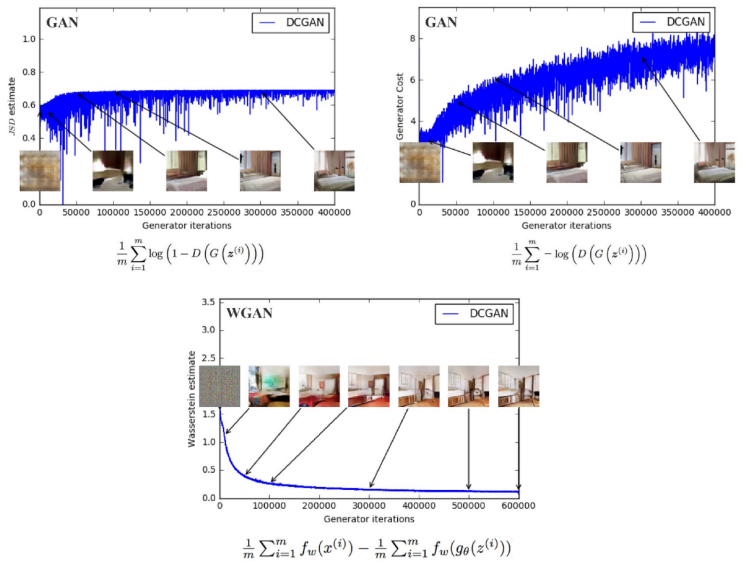 GAN
DCGAN
JSD estimate
1.0
0.8
0.6
0.4
0.2
0.0
0 50000 100000 150000 200000 250000 300000 350000 400000
Generator iterations
\frac{1}{m} \sum_{i=1}^{m} \log \left( 1 - D \left( G \left( z^{(i)} \right) \right) \right)
DCGAN
Generator Cost
8
6
4
2
0
0 50000 100000 150000 200000 250000 300000 350000 400000
Generator iterations
GAN
\frac{1}{m} \sum_{i=1}^{m} - \log \left( D \left( G \left( z^{(i)} \right) \right) \right)
WGAN
DCGAN
Wasserstein estimate
3.5
3.0
2.5
2.0
1.5
1.0
0.5
0.0
0 100000 200000 300000 400000 500000 600000
Generator iterations
\frac{1}{m} \sum_{i=1}^{m} f_w(x^{(i)}) - \frac{1}{m} \sum_{i=1}^{m} f_w(g_\theta(z^{(i)}))